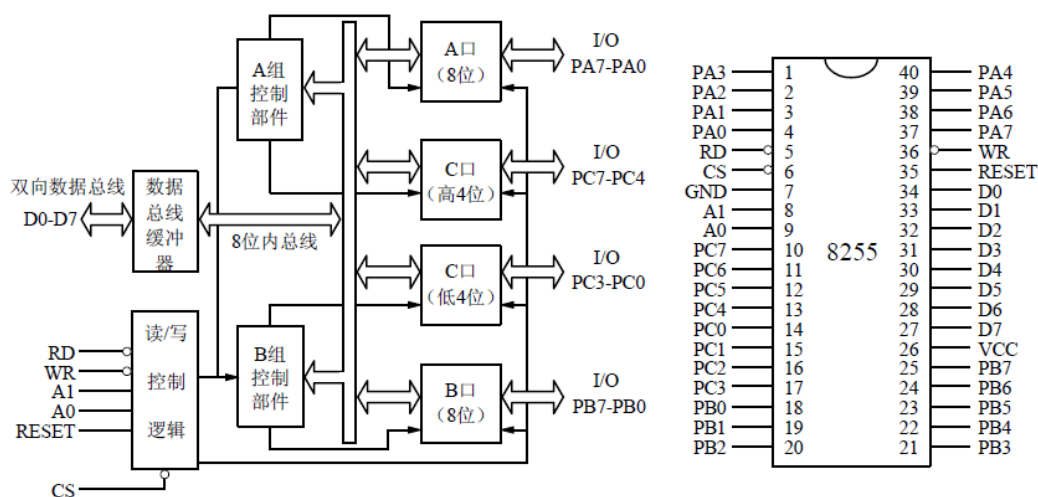 I/O
PA7-PA0
A口
(8位)
A组
控制
部件
I/O
PC7-PC4
C口
(高4位)
双向数据总线
D0-D7
数据
总线
缓冲
器
8位内总线
I/O
PC3-PC0
C口
(低4位)
RD
WR
A1
A0
RESET
CS
读/写
控制
逻辑
B组
控制
部件
B口
(8位)
I/O
PB7-PB0
PA3 1 40 PA4
PA2 2 39 PA5
PA1 3 38 PA6
PA0 4 37 PA7
RD 5 36 WR
CS 6 35 RESET
GND 7 34 D0
A1 8 33 D1
A0 9 32 D2
PC7 10 8255 31 D3
PC6 11 30 D4
PC5 12 29 D5
PC4 13 28 D6
PC0 14 27 D7
PC1 15 26 VCC
PC2 16 25 PB7
PC3 17 24 PB6
PB0 18 23 PB5
PB1 19 22 PB4
PB2 20 21 PB3